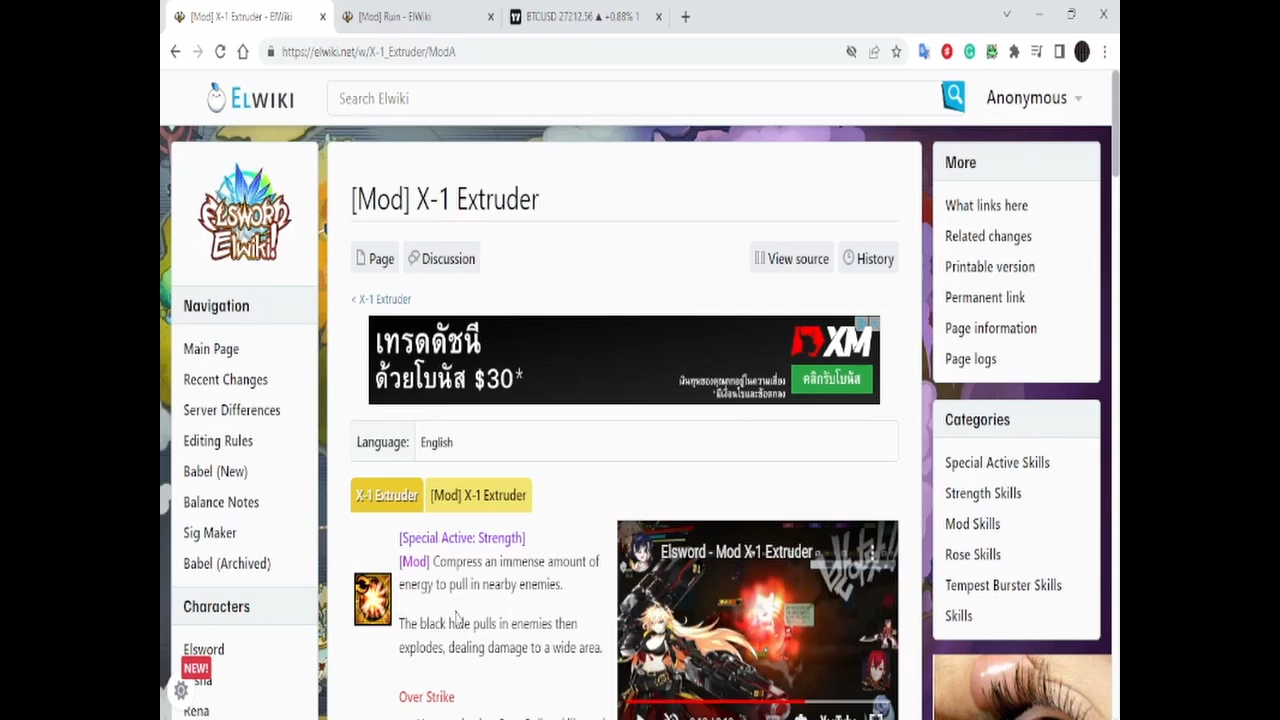 [Mod] X-1 Extruder - ElWiki
[Mod] Ruin - ElWiki
BTCUSD 27212.56 ▲ +0.88% 1
https://elwiki.net/w/X-1_Extruder/ModA
ELWIKI
Search Elwiki
Anonymous
ELSWORD
ElWiki!
[Mod] X-1 Extruder
Page
Discussion
View source
History
< X-1 Extruder
เทรดดัชนี
ด้วยโบนัส $30*
XM
คลิกรับโบนัส
Language:
English
X-1 Extruder
[Mod] X-1 Extruder
[Special Active: Strength]
[Mod] Compress an immense amount of
energy to pull in nearby enemies.
The black hole pulls in enemies then
explodes, dealing damage to a wide area.
Over Strike
Elsword - Mod X-1 Extruder
Navigation
Main Page
Recent Changes
Server Differences
Editing Rules
Babel (New)
Balance Notes
Sig Maker
Babel (Archived)
Characters
Elsword
NEW!
Rena
More
What links here
Related changes
Printable version
Permanent link
Page information
Page logs
Categories
Special Active Skills
Strength Skills
Mod Skills
Rose Skills
Tempest Burster Skills
Skills